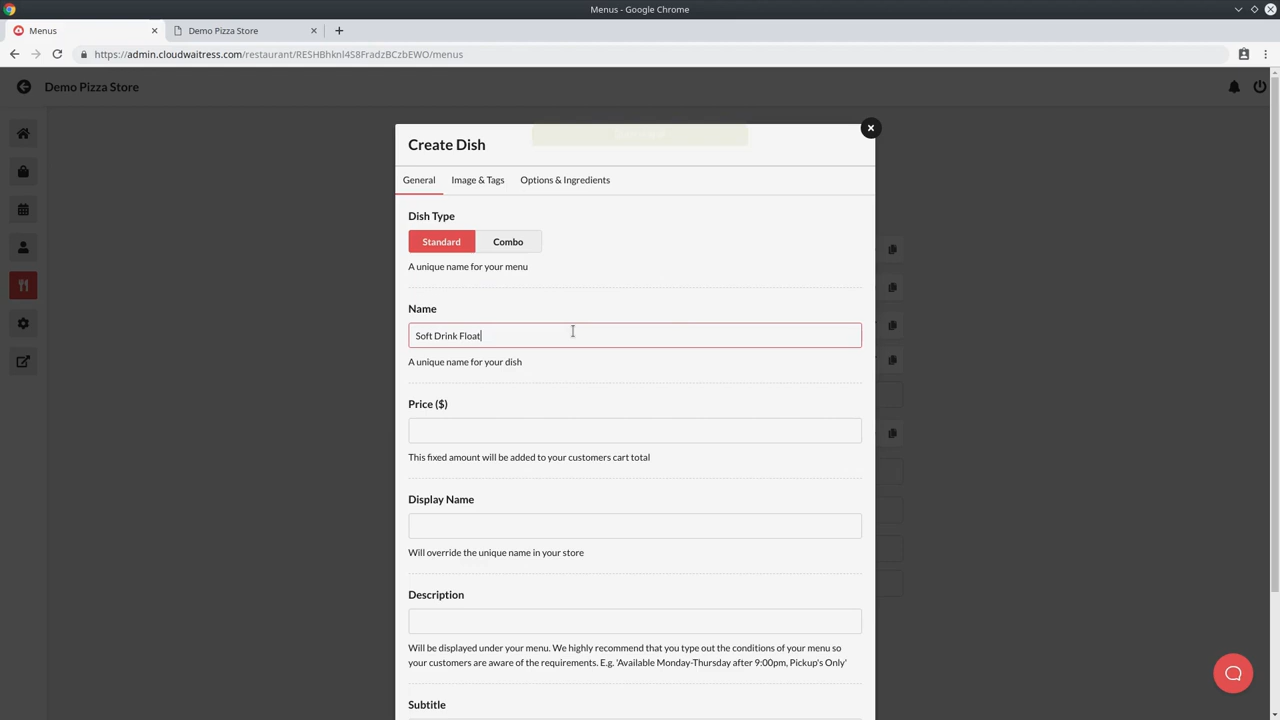 Menus - Google Chrome
Menus
Demo Pizza Store
https://admin.cloudwaitress.com/restaurant/RESHBhknl4S8FradzBCzbEWO/menus
Demo Pizza Store
Create Dish
General
Image & Tags
Options & Ingredients
Dish Type
Standard
Combo
A unique name for your menu
Name
Soft Drink Float
A unique name for your dish
Price ($)
This fixed amount will be added to your customers cart total
Display Name
Will override the unique name in your store
Description
Will be displayed under your menu. We highly recommend that you type out the conditions of your menu so
your customers are aware of the requirements. E.g. 'Available Monday-Thursday after 9:00pm, Pickup's Only'
Subtitle